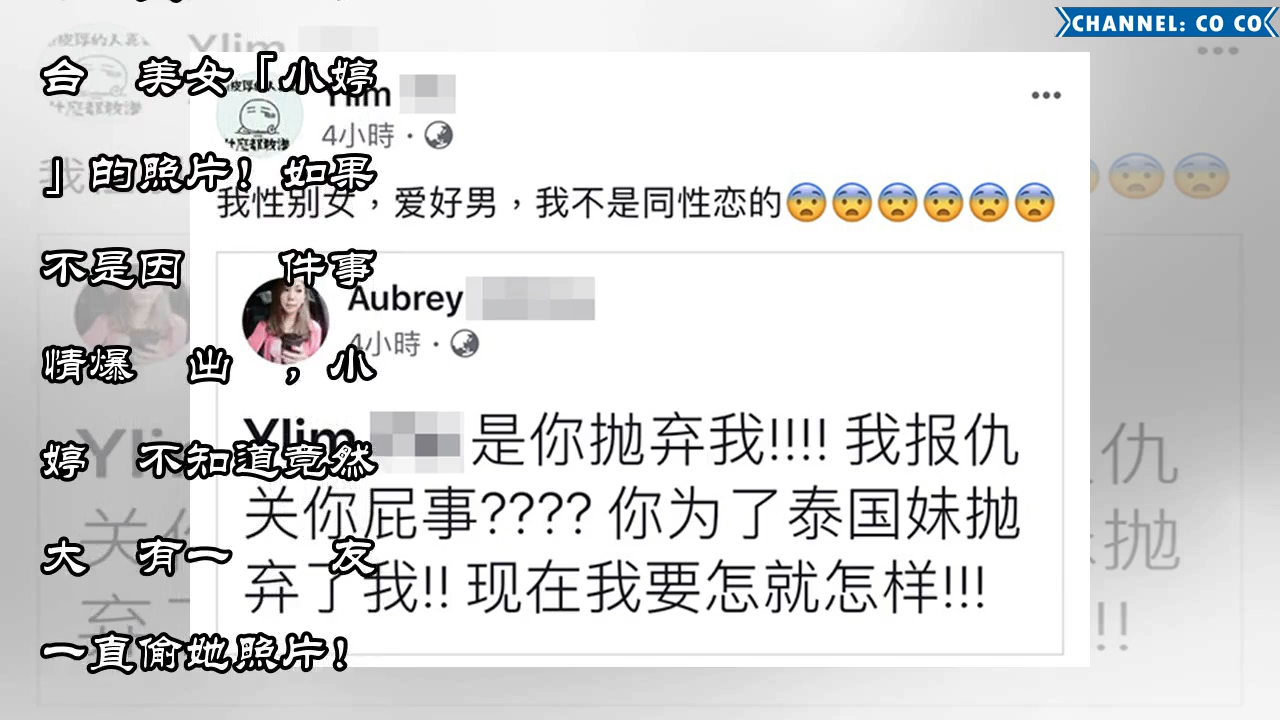 CHANNEL: CO CO
台 美女「小婷
』的照片！如果
不是因 件事
情爆 出 ，小
婷 不知道竟然
大 有一 友
一直偷她照片！
Ylim
4小時
我性别女，爱好男，我不是同性恋的😨😨😨😨😨😨
Aubrey
4小時
Ylim 是你抛弃我!!!! 我报仇
关你屁事???? 你为了泰国妹抛
弃了我!! 现在我要怎就怎样!!!